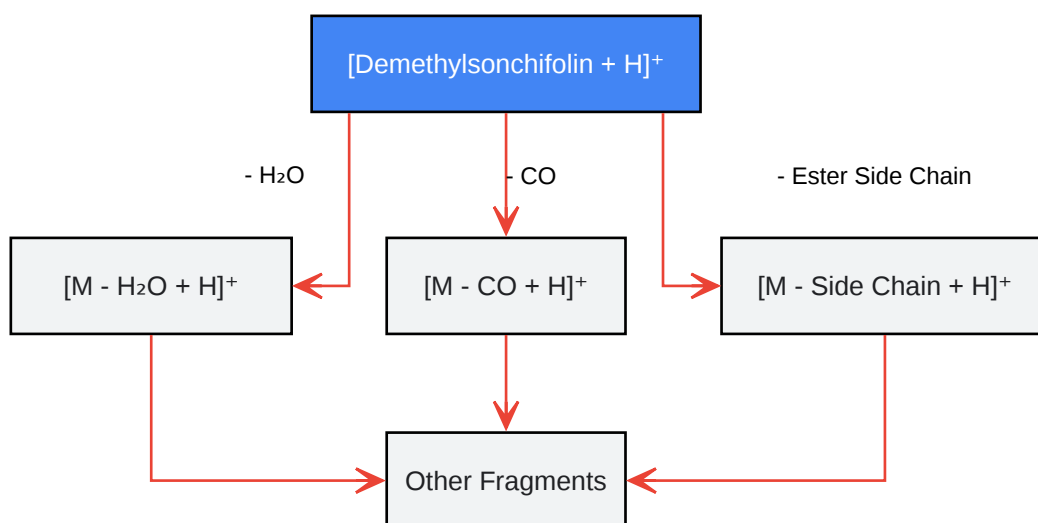 [Demethylsonchifolin + H]⁺
- H₂O
- CO
- Ester Side Chain
[M - H₂O + H]⁺
[M - CO + H]⁺
[M - Side Chain + H]⁺
Other Fragments